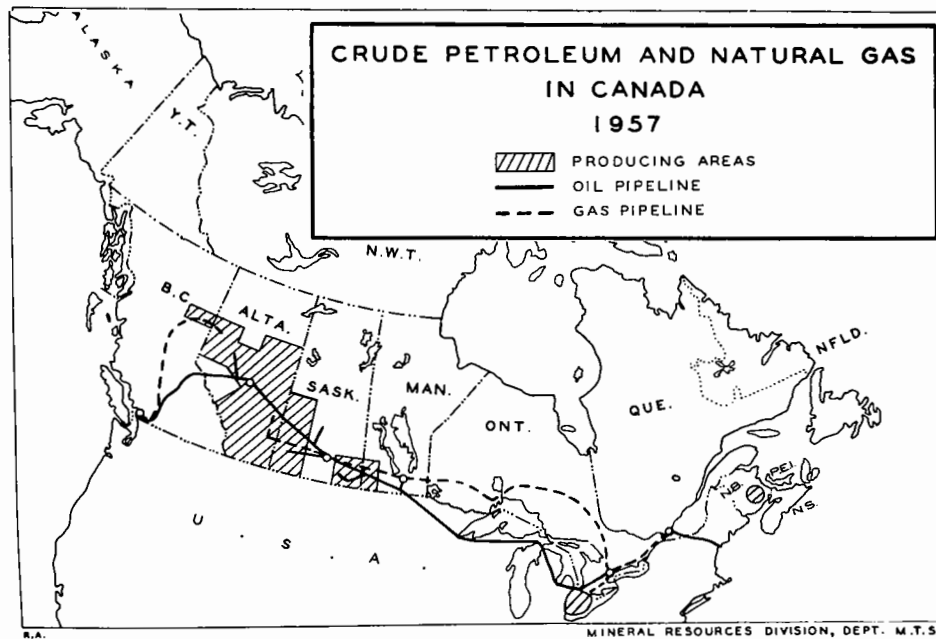 CRUDE PETROLEUM AND NATURAL GAS
IN CANADA
1957
PRODUCING AREAS
OIL PIPELINE
GAS PIPELINE
ALASKA
Y.T.
N.W.T.
B.C.
ALTA.
SASK.
MAN.
ONT.
QUE.
NFLD.
N.B.
P.E.I.
N.S.
U. S. A.
R.A.
MINERAL RESOURCES DIVISION, DEPT. M.T.S